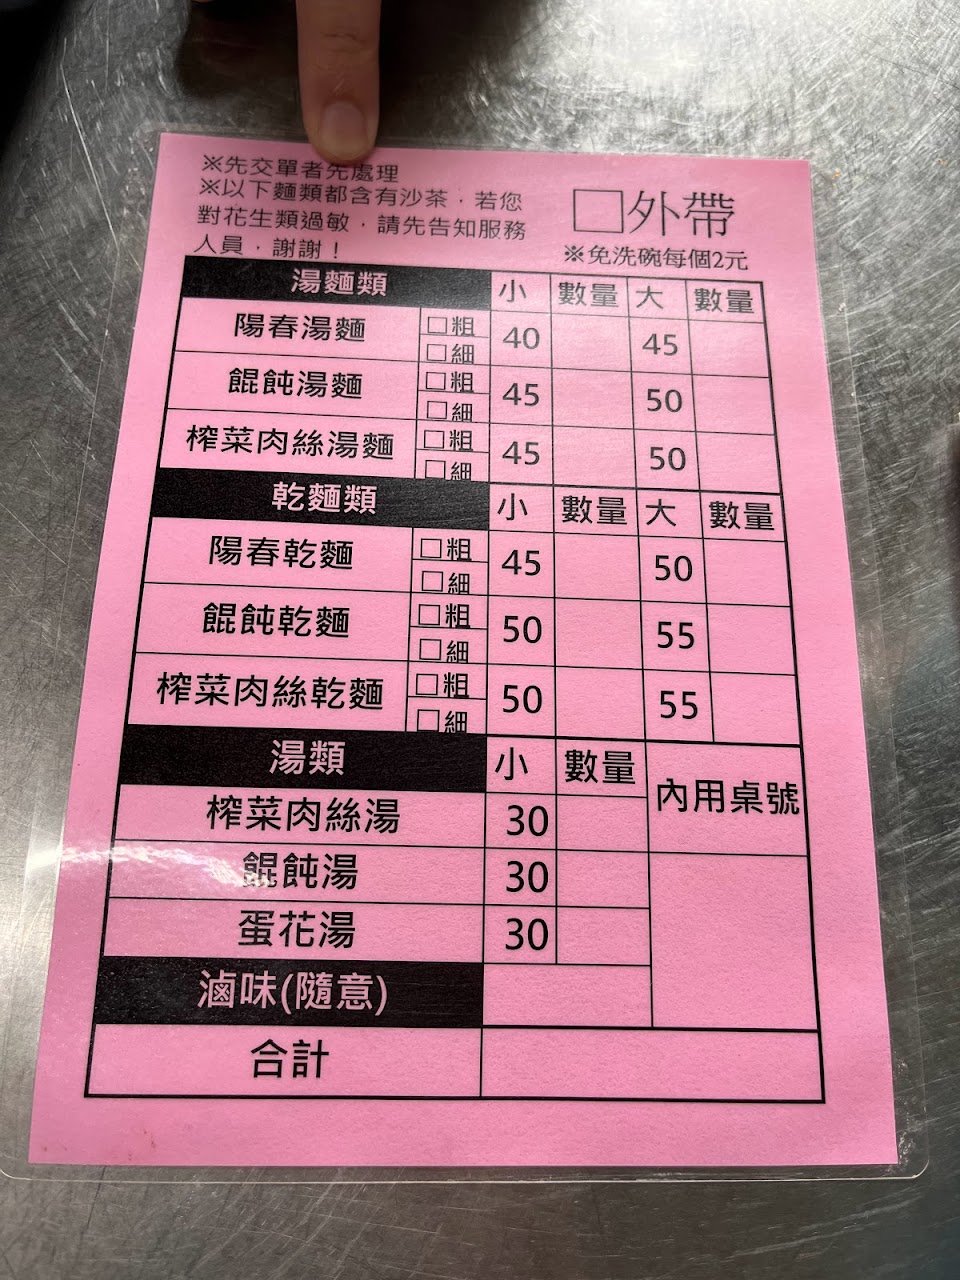 ※先交單者先處理
※以下麵類都含有沙茶，若您
對花生類過敏，請先告知服務
人員，謝謝！
□外帶
※免洗碗每個2元
湯麵類 小 數量 大 數量
陽春湯麵 □粗 □細 40 45
餛飩湯麵 □粗 □細 45 50
榨菜肉絲湯麵 □粗 □細 45 50
乾麵類 小 數量 大 數量
陽春乾麵 □粗 □細 45 50
餛飩乾麵 □粗 □細 50 55
榨菜肉絲乾麵 □粗 □細 50 55
湯類 小 數量 內用桌號
榨菜肉絲湯 30
餛飩湯 30
蛋花湯 30
滷味(隨意)
合計